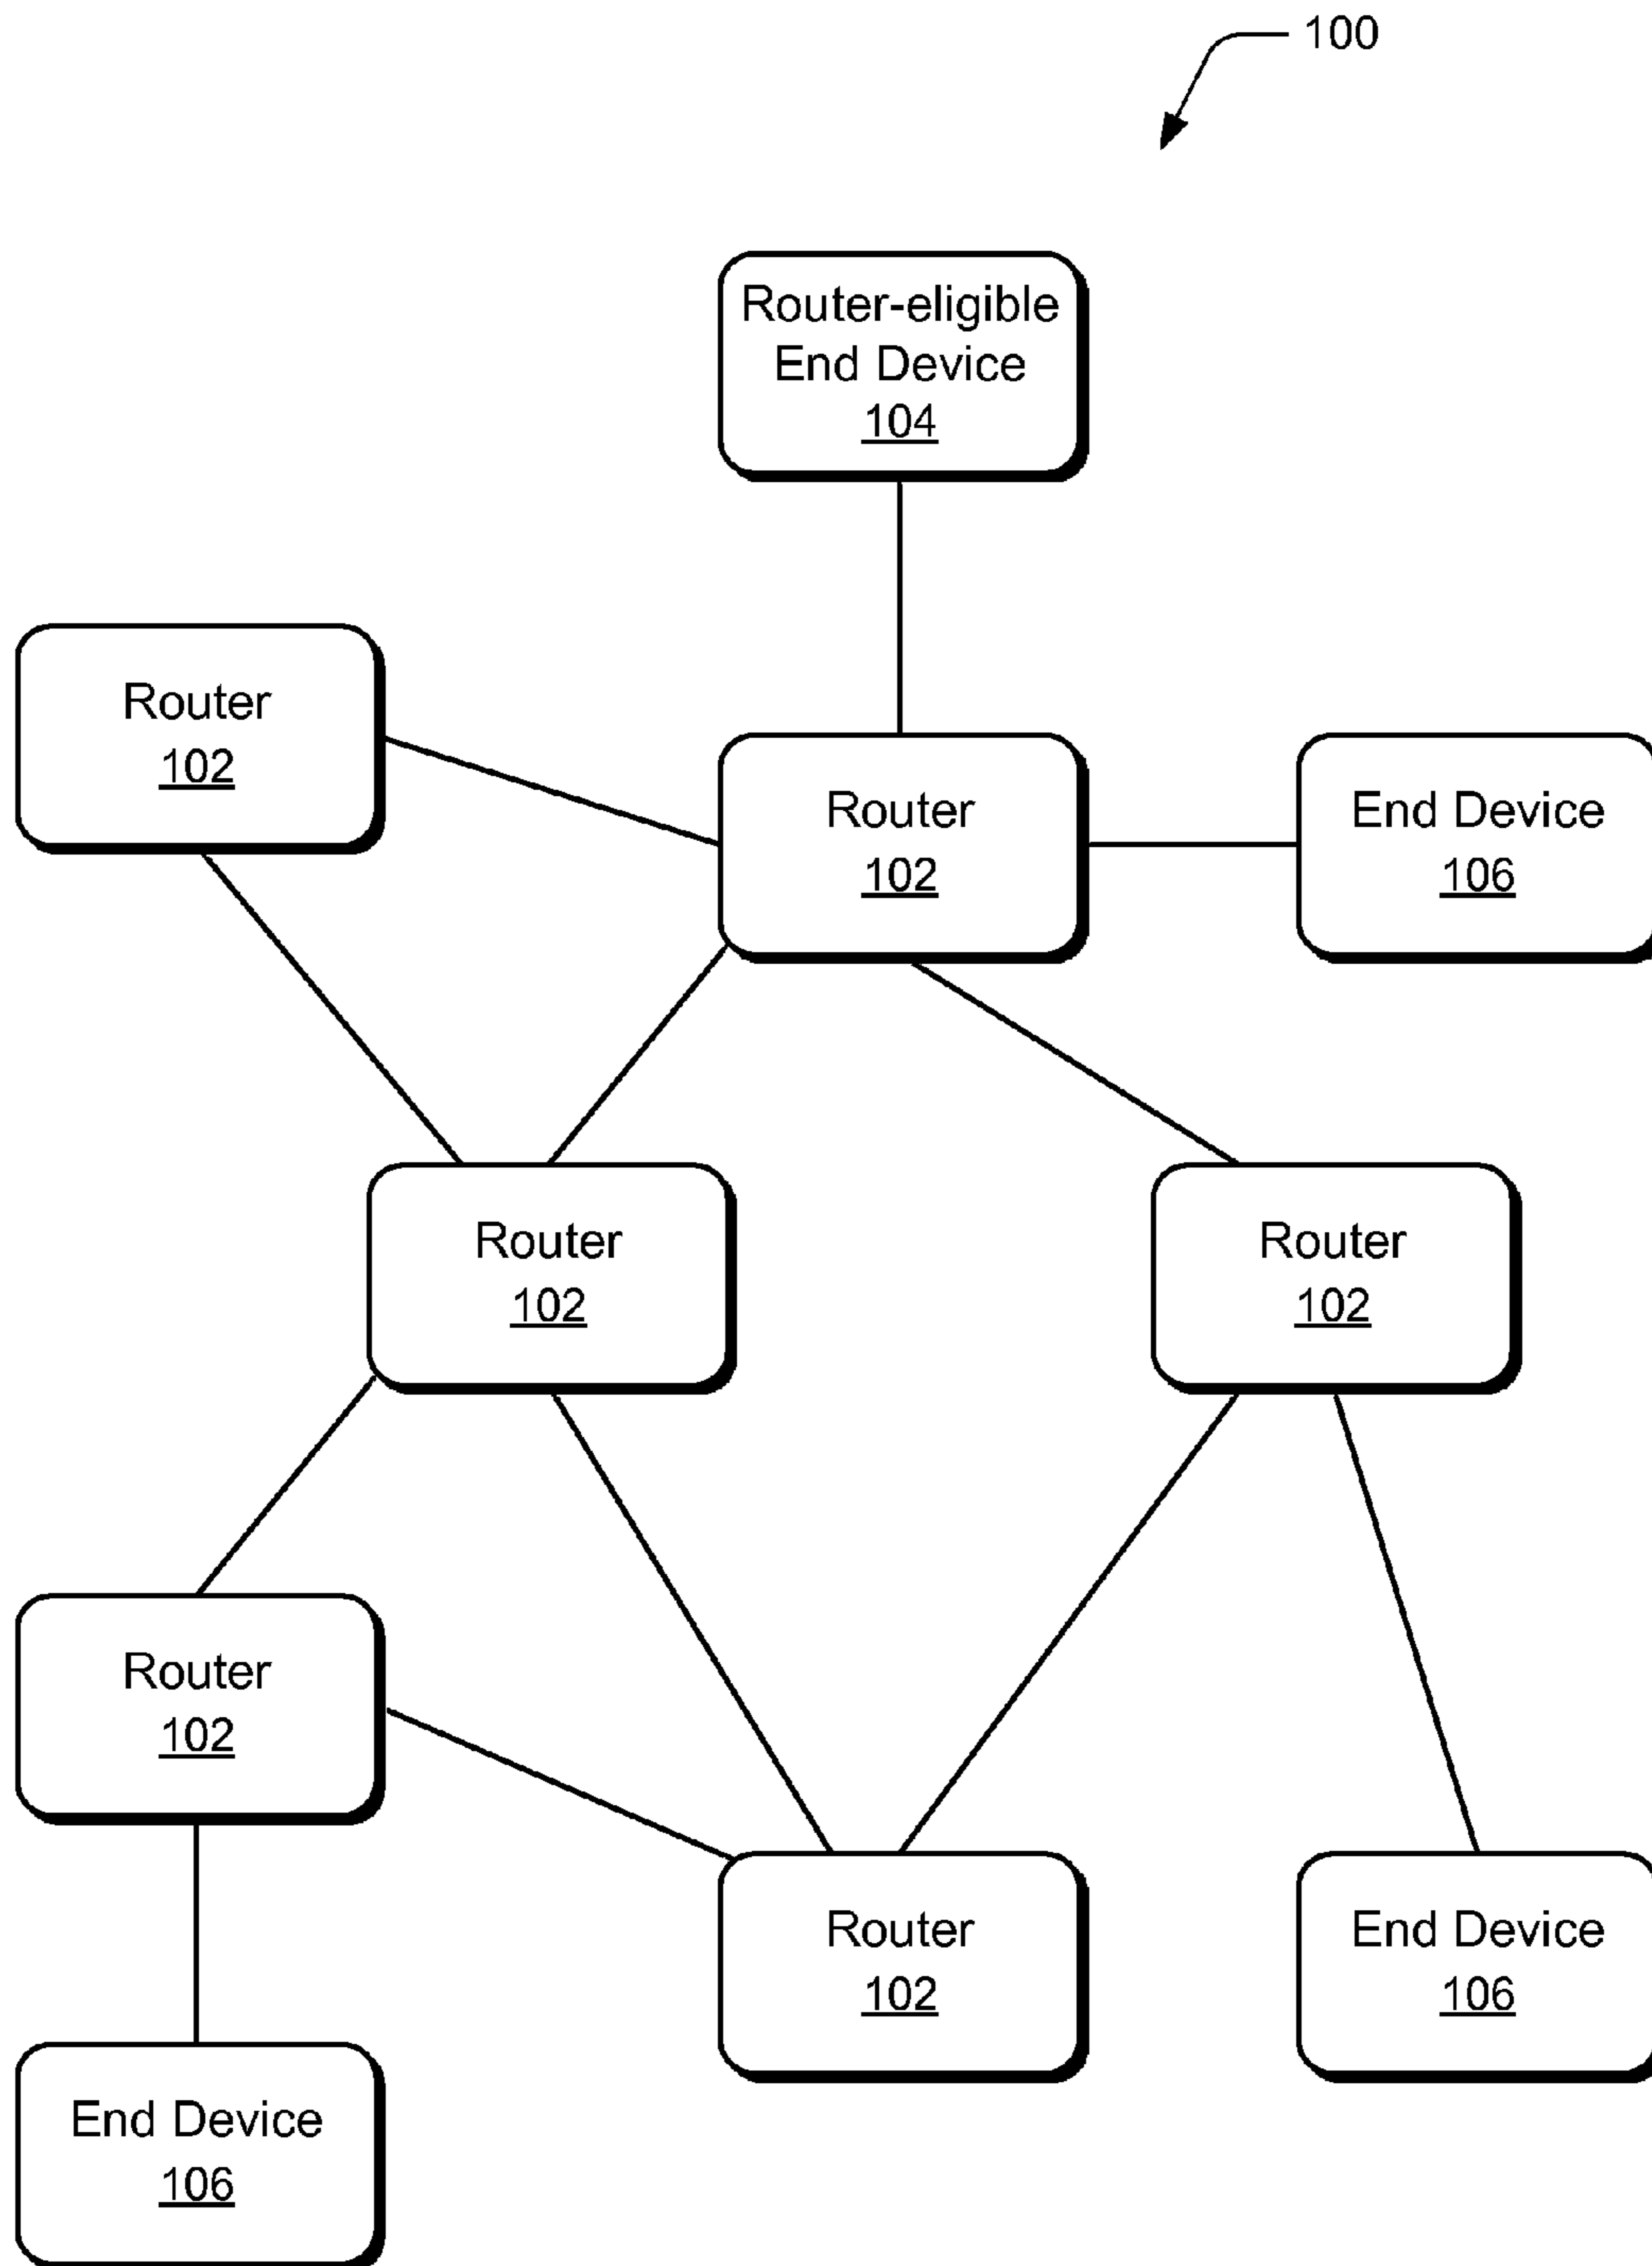 100
Router-eligible
End Device
104
Router
102
Router
102
End Device
106
Router
102
Router
102
Router
102
Router
102
End Device
106
End Device
106